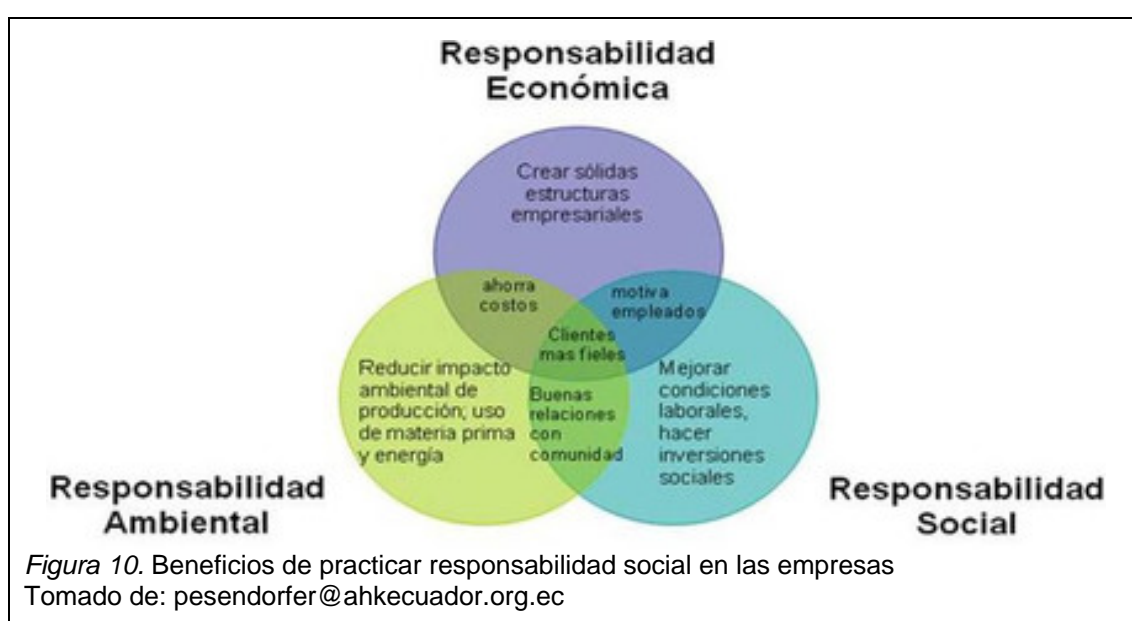 Responsabilidad
Económica
Crear sólidas
estructuras
empresariales
ahorra
costos
motiva
empleados
Clientes
mas fieles
Reducir impacto
ambiental de
producción; uso
de materia prima
y energía
Buenas
relaciones
con
comunidad
Mejorar
condiciones
laborales,
hacer
inversiones
sociales
Responsabilidad
Ambiental
Responsabilidad
Social
Figura 10. Beneficios de practicar responsabilidad social en las empresas
Tomado de: pesendorfer@ahkecuador.org.ec